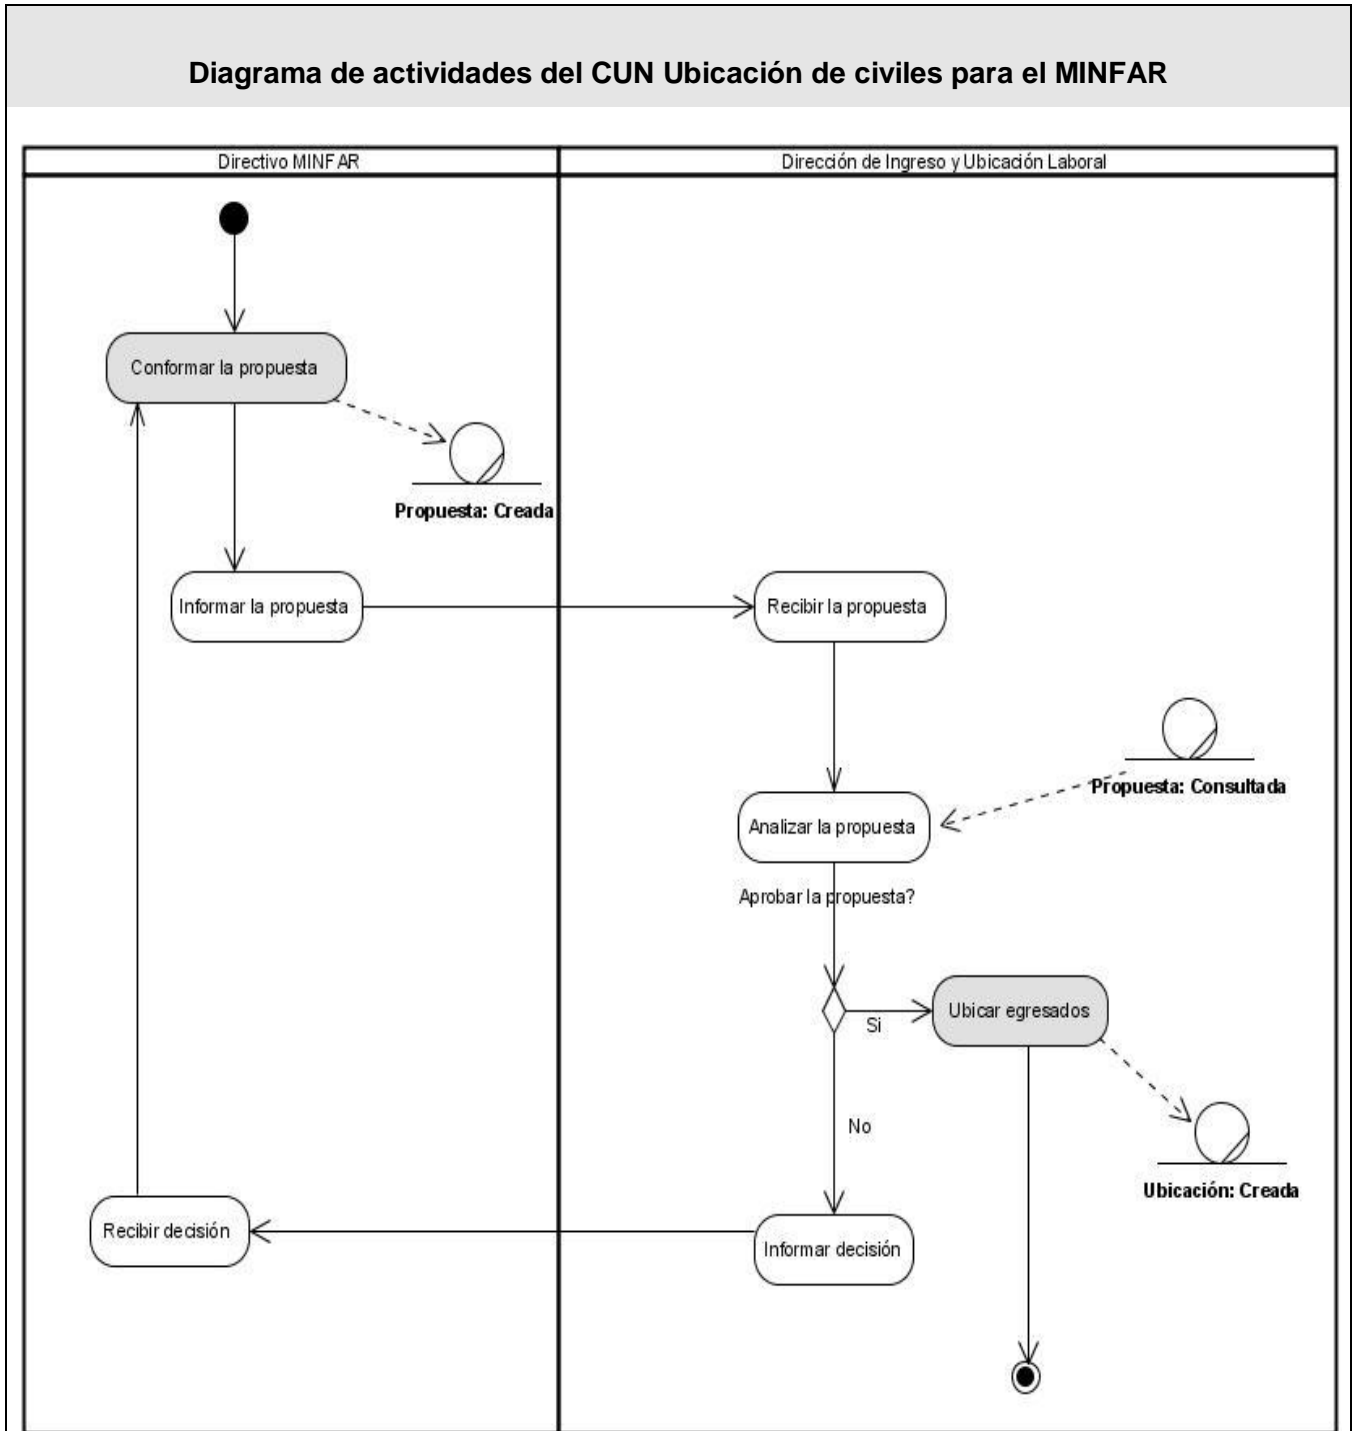 Diagrama de actividades del CUN Ubicación de civiles para el MINFAR
Directivo MINFAR
Dirección de Ingreso y Ubicación Laboral
Conformar la propuesta
Propuesta: Creada
Informar la propuesta
Recibir la propuesta
Propuesta: Consultada
Analizar la propuesta
Aprobar la propuesta?
Si
Ubicar egresados
No
Ubicación: Creada
Recibir decisión
Informar decisión